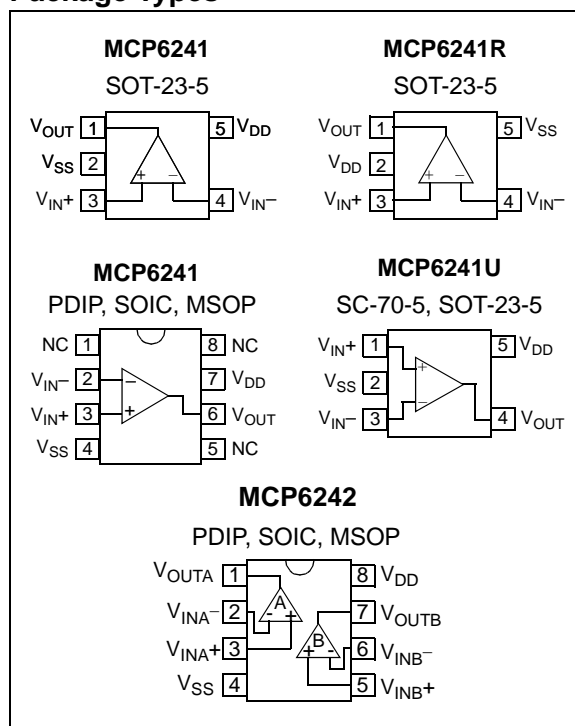 Package Types
MCP6241
SOT-23-5
VOUT 1 5 VDD
VSS 2
VIN+ 3 4 VIN–
+ –
MCP6241R
SOT-23-5
VOUT 1 5 VSS
VDD 2
VIN+ 3 4 VIN–
+ –
MCP6241
PDIP, SOIC, MSOP
NC 1 8 NC
VIN– 2 – 7 VDD
VIN+ 3 + 6 VOUT
VSS 4 5 NC
MCP6241U
SC-70-5, SOT-23-5
VIN+ 1 + 5 VDD
VSS 2
VIN– 3 – 4 VOUT
MCP6242
PDIP, SOIC, MSOP
VOUTA 1 8 VDD
VINA– 2 A 7 VOUTB
- +
VINA+ 3 B 6 VINB–
+ -
VSS 4 5 VINB+